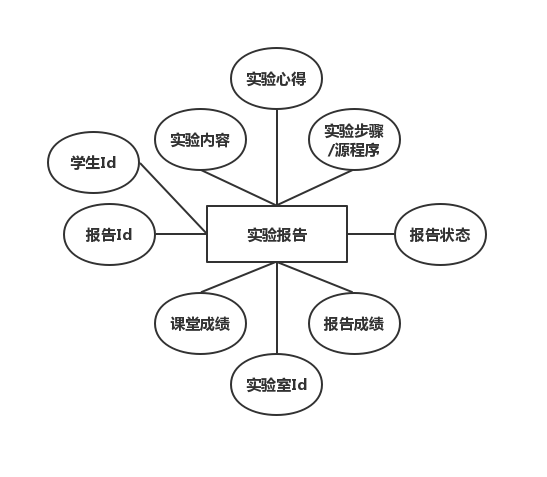 实验心得
实验内容
实验步骤
/源程序
学生Id
报告Id
实验报告
报告状态
课堂成绩
报告成绩
实验室Id